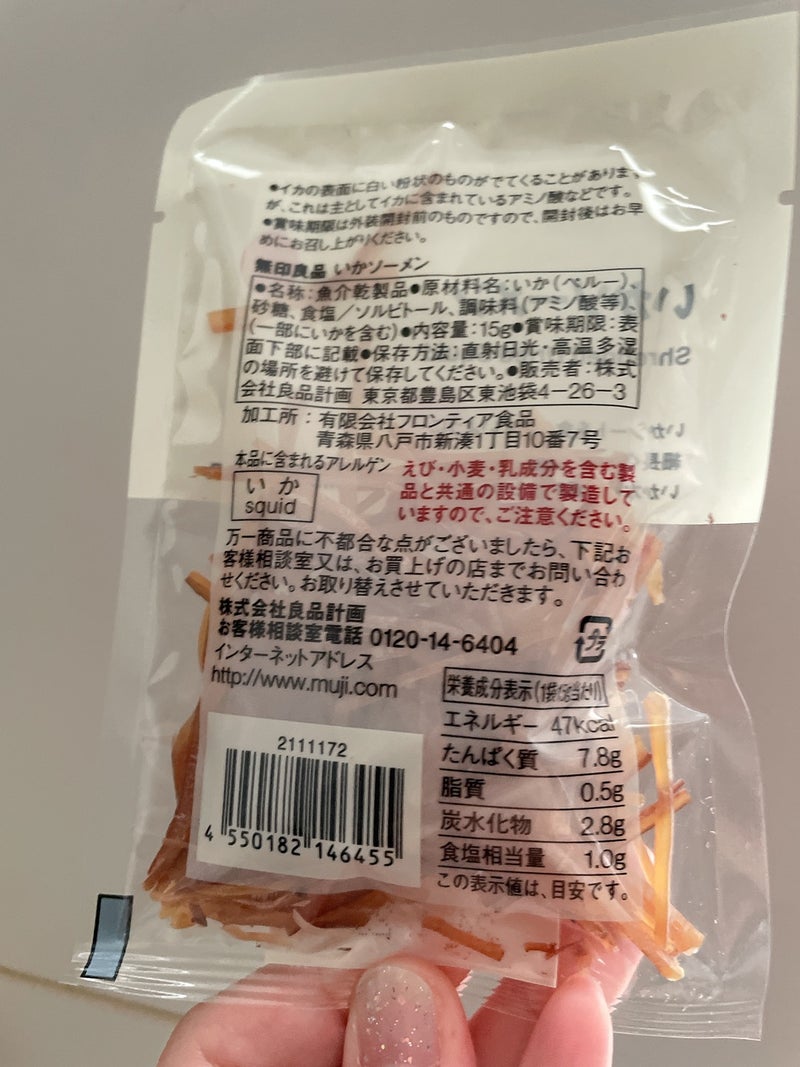 ●イカの表面に白い粉状のものがでてくることがあります
が、これは主としてイカに含まれているアミノ酸などです。
●賞味期限は外装開封前のものですので、開封後はお早
めにお召し上がりください。
無印良品 いかソーメン
●名称:魚介乾製品●原材料名:いか(ペルー)、
砂糖、食塩/ソルビトール、調味料(アミノ酸等)、
(一部にいかを含む)●内容量:15g●賞味期限:表
面下部に記載●保存方法:直射日光・高温多湿
の場所を避けて保存してください。●販売者:株式
会社良品計画 東京都豊島区東池袋4-26-3
加工所:有限会社フロンティア食品
青森県八戸市新湊1丁目10番7号
本品に含まれるアレルゲン
いか
squid
えび・小麦・乳成分を含む製
品と共通の設備で製造して
いますので、ご注意ください。
万一商品に不都合な点がございましたら、下記お
客様相談室又は、お買上げの店までお問い合わ
せください。お取り替えさせていただきます。
株式会社良品計画
お客様相談室電話 0120-14-6404
インターネットアドレス
http://www.muji.com
プラ
栄養成分表示(1袋(15g)当たり)
エネルギー 47kcal
たんぱく質 7.8g
脂質 0.5g
炭水化物 2.8g
食塩相当量 1.0g
この表示値は、目安です。
2111172
4 550182 146455